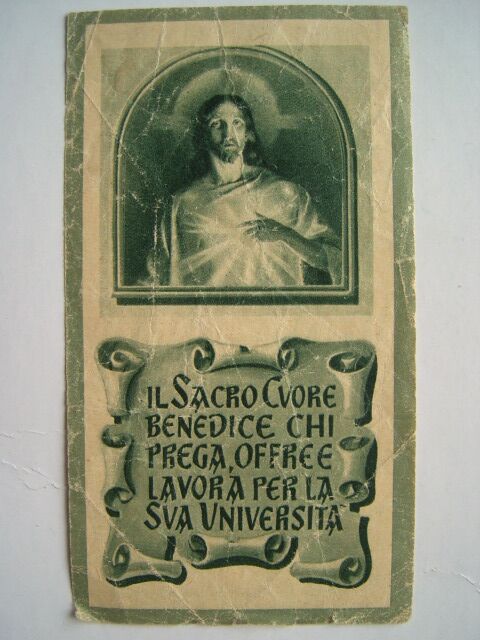 IL SACRO CVORE
BENEDICE CHI
PREGA, OFFRE E
LAVORA PER LA
SVA UNIVERSITÀ